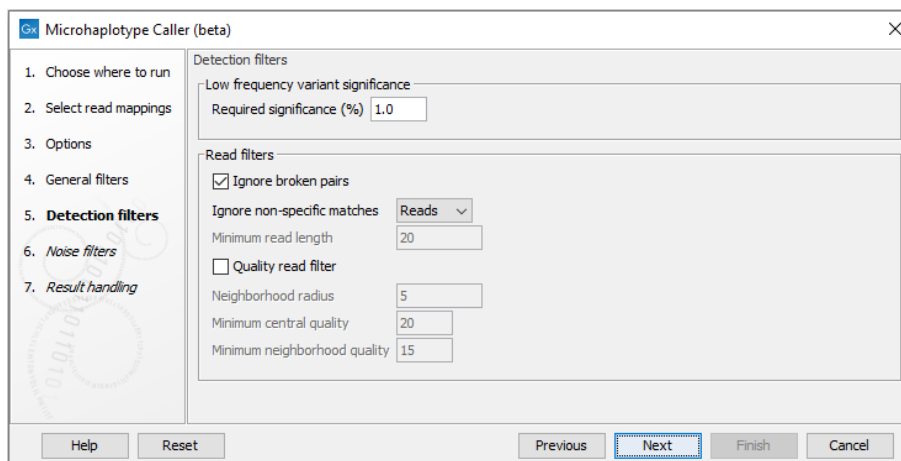 Gx Microhaplotype Caller (beta)
1. Choose where to run
2. Select read mappings
3. Options
4. General filters
5. Detection filters
6. Noise filters
7. Result handling
Detection filters
Low frequency variant significance
Required significance (%) 1.0
Read filters
Ignore broken pairs
Ignore non-specific matches Reads
Minimum read length 20
Quality read filter
Neighborhood radius 5
Minimum central quality 20
Minimum neighborhood quality 15
Help Reset Previous Next Finish Cancel